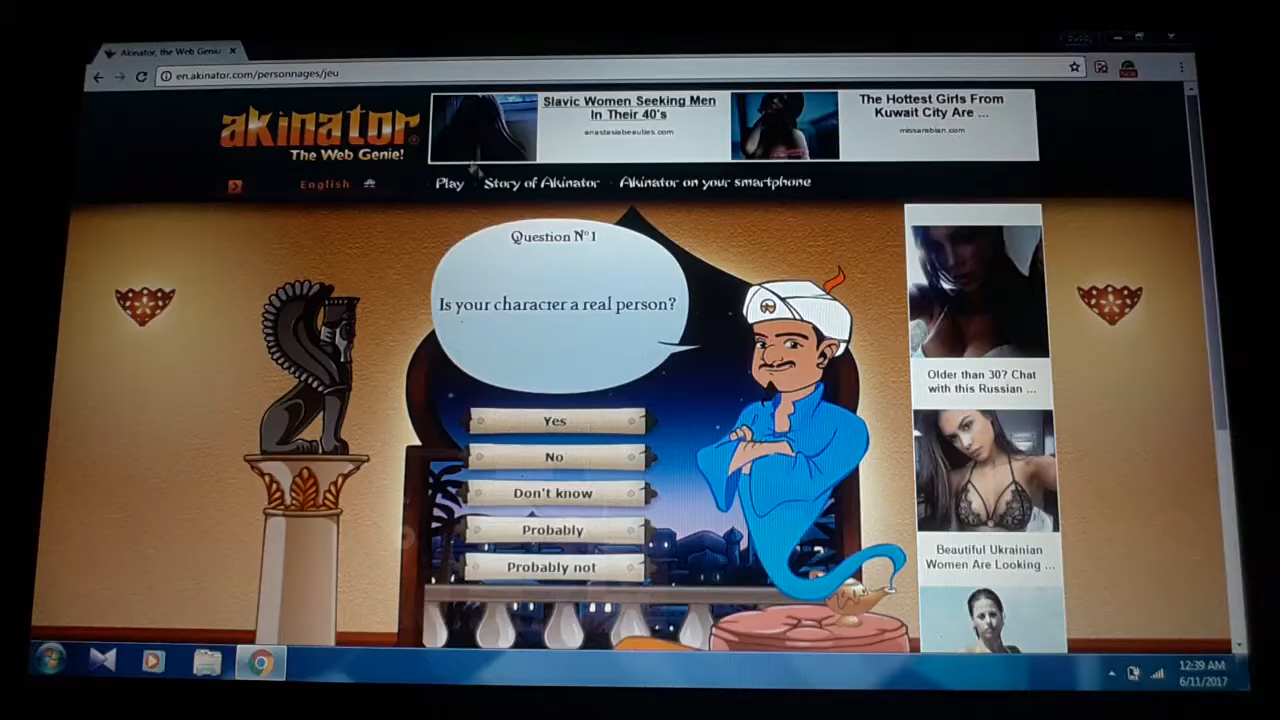 Akinator, the Web Genie
en.akinator.com/personnages/jeu
akinator
The Web Genie!
Slavic Women Seeking Men
In Their 40's
anastasiabeauties.com
The Hottest Girls From
Kuwait City Are ...
missarabian.com
English
Play
Story of Akinator
Akinator on your smartphone
Question N°1
Is your character a real person?
Yes
No
Don't know
Probably
Probably not
Older than 30? Chat
with this Russian ...
Beautiful Ukrainian
Women Are Looking ...
12:39 AM
6/11/2017